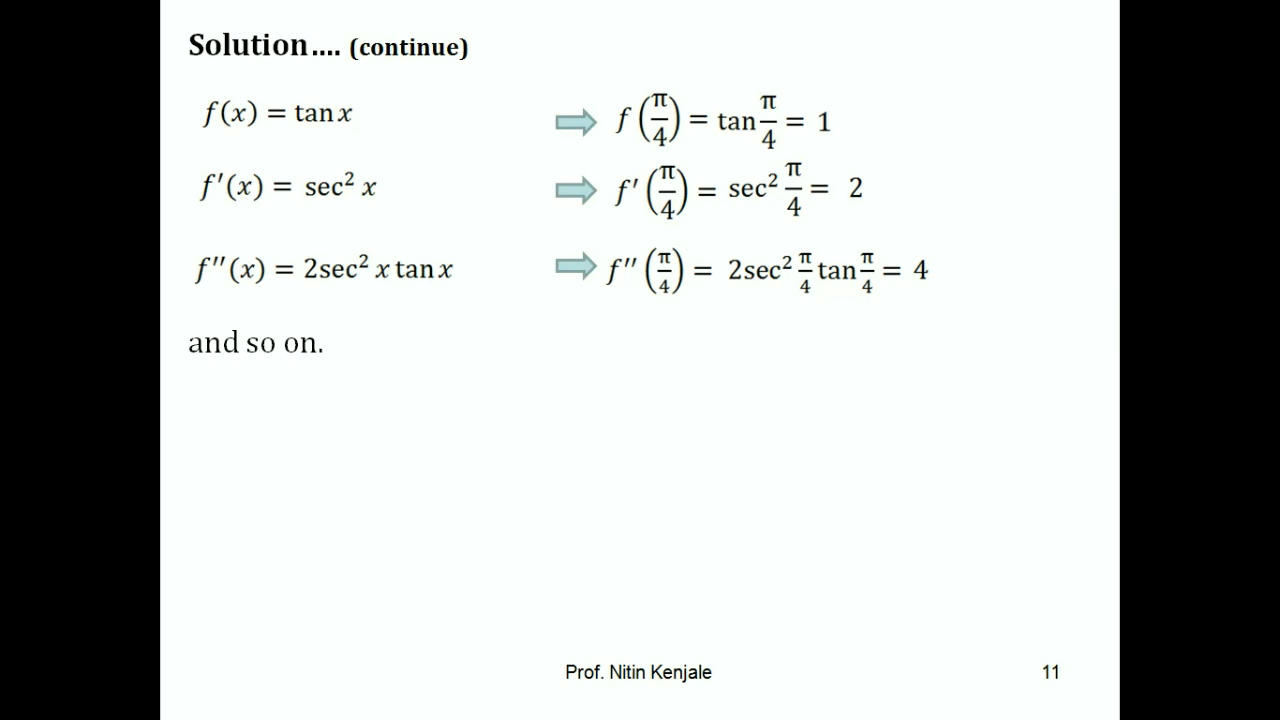 Solution.... (continue)
f(x) = tan x ⇒ f(π/4) = tan π/4 = 1
f′(x) = sec² x ⇒ f′(π/4) = sec² π/4 = 2
f″(x) = 2sec² x tan x ⇒ f″(π/4) = 2sec² π/4 tan π/4 = 4
and so on.
Prof. Nitin Kenjale 11